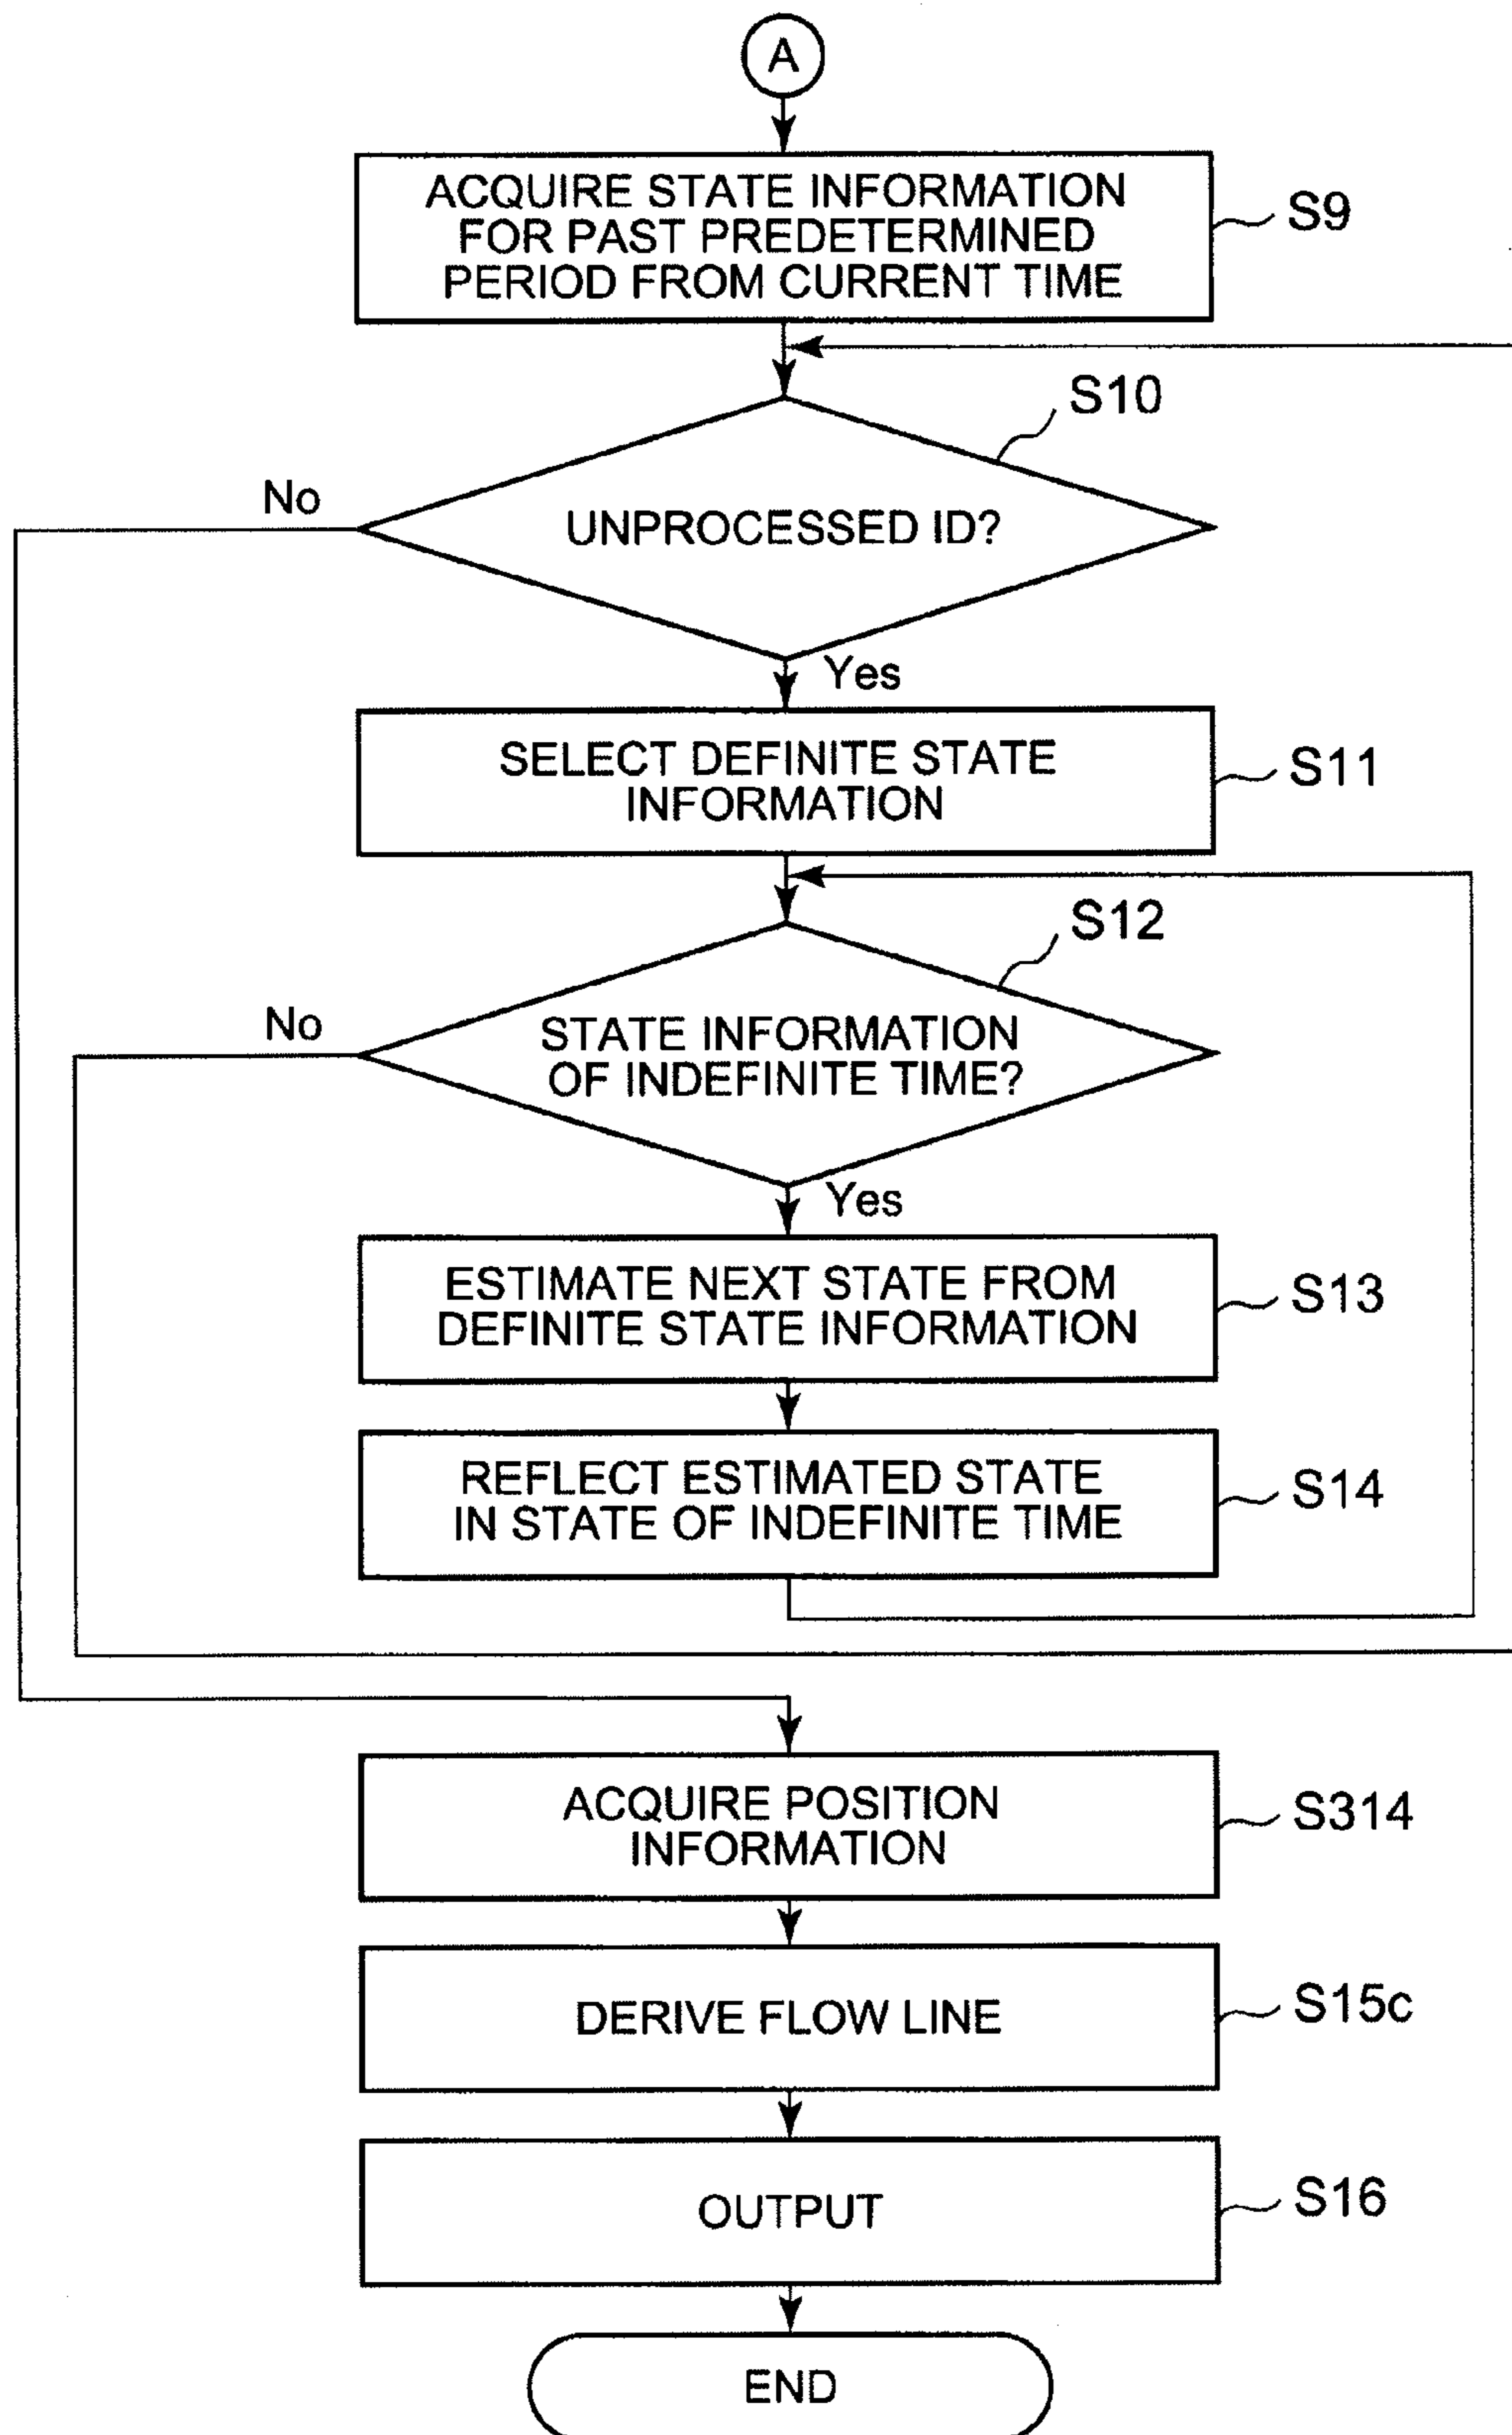 A
ACQUIRE STATE INFORMATION
FOR PAST PREDETERMINED
PERIOD FROM CURRENT TIME
S9
S10
No
UNPROCESSED ID?
Yes
SELECT DEFINITE STATE
INFORMATION
S11
S12
No
STATE INFORMATION
OF INDEFINITE TIME?
Yes
ESTIMATE NEXT STATE FROM
DEFINITE STATE INFORMATION
S13
REFLECT ESTIMATED STATE
IN STATE OF INDEFINITE TIME
S14
ACQUIRE POSITION
INFORMATION
S314
DERIVE FLOW LINE
S15c
OUTPUT
S16
END